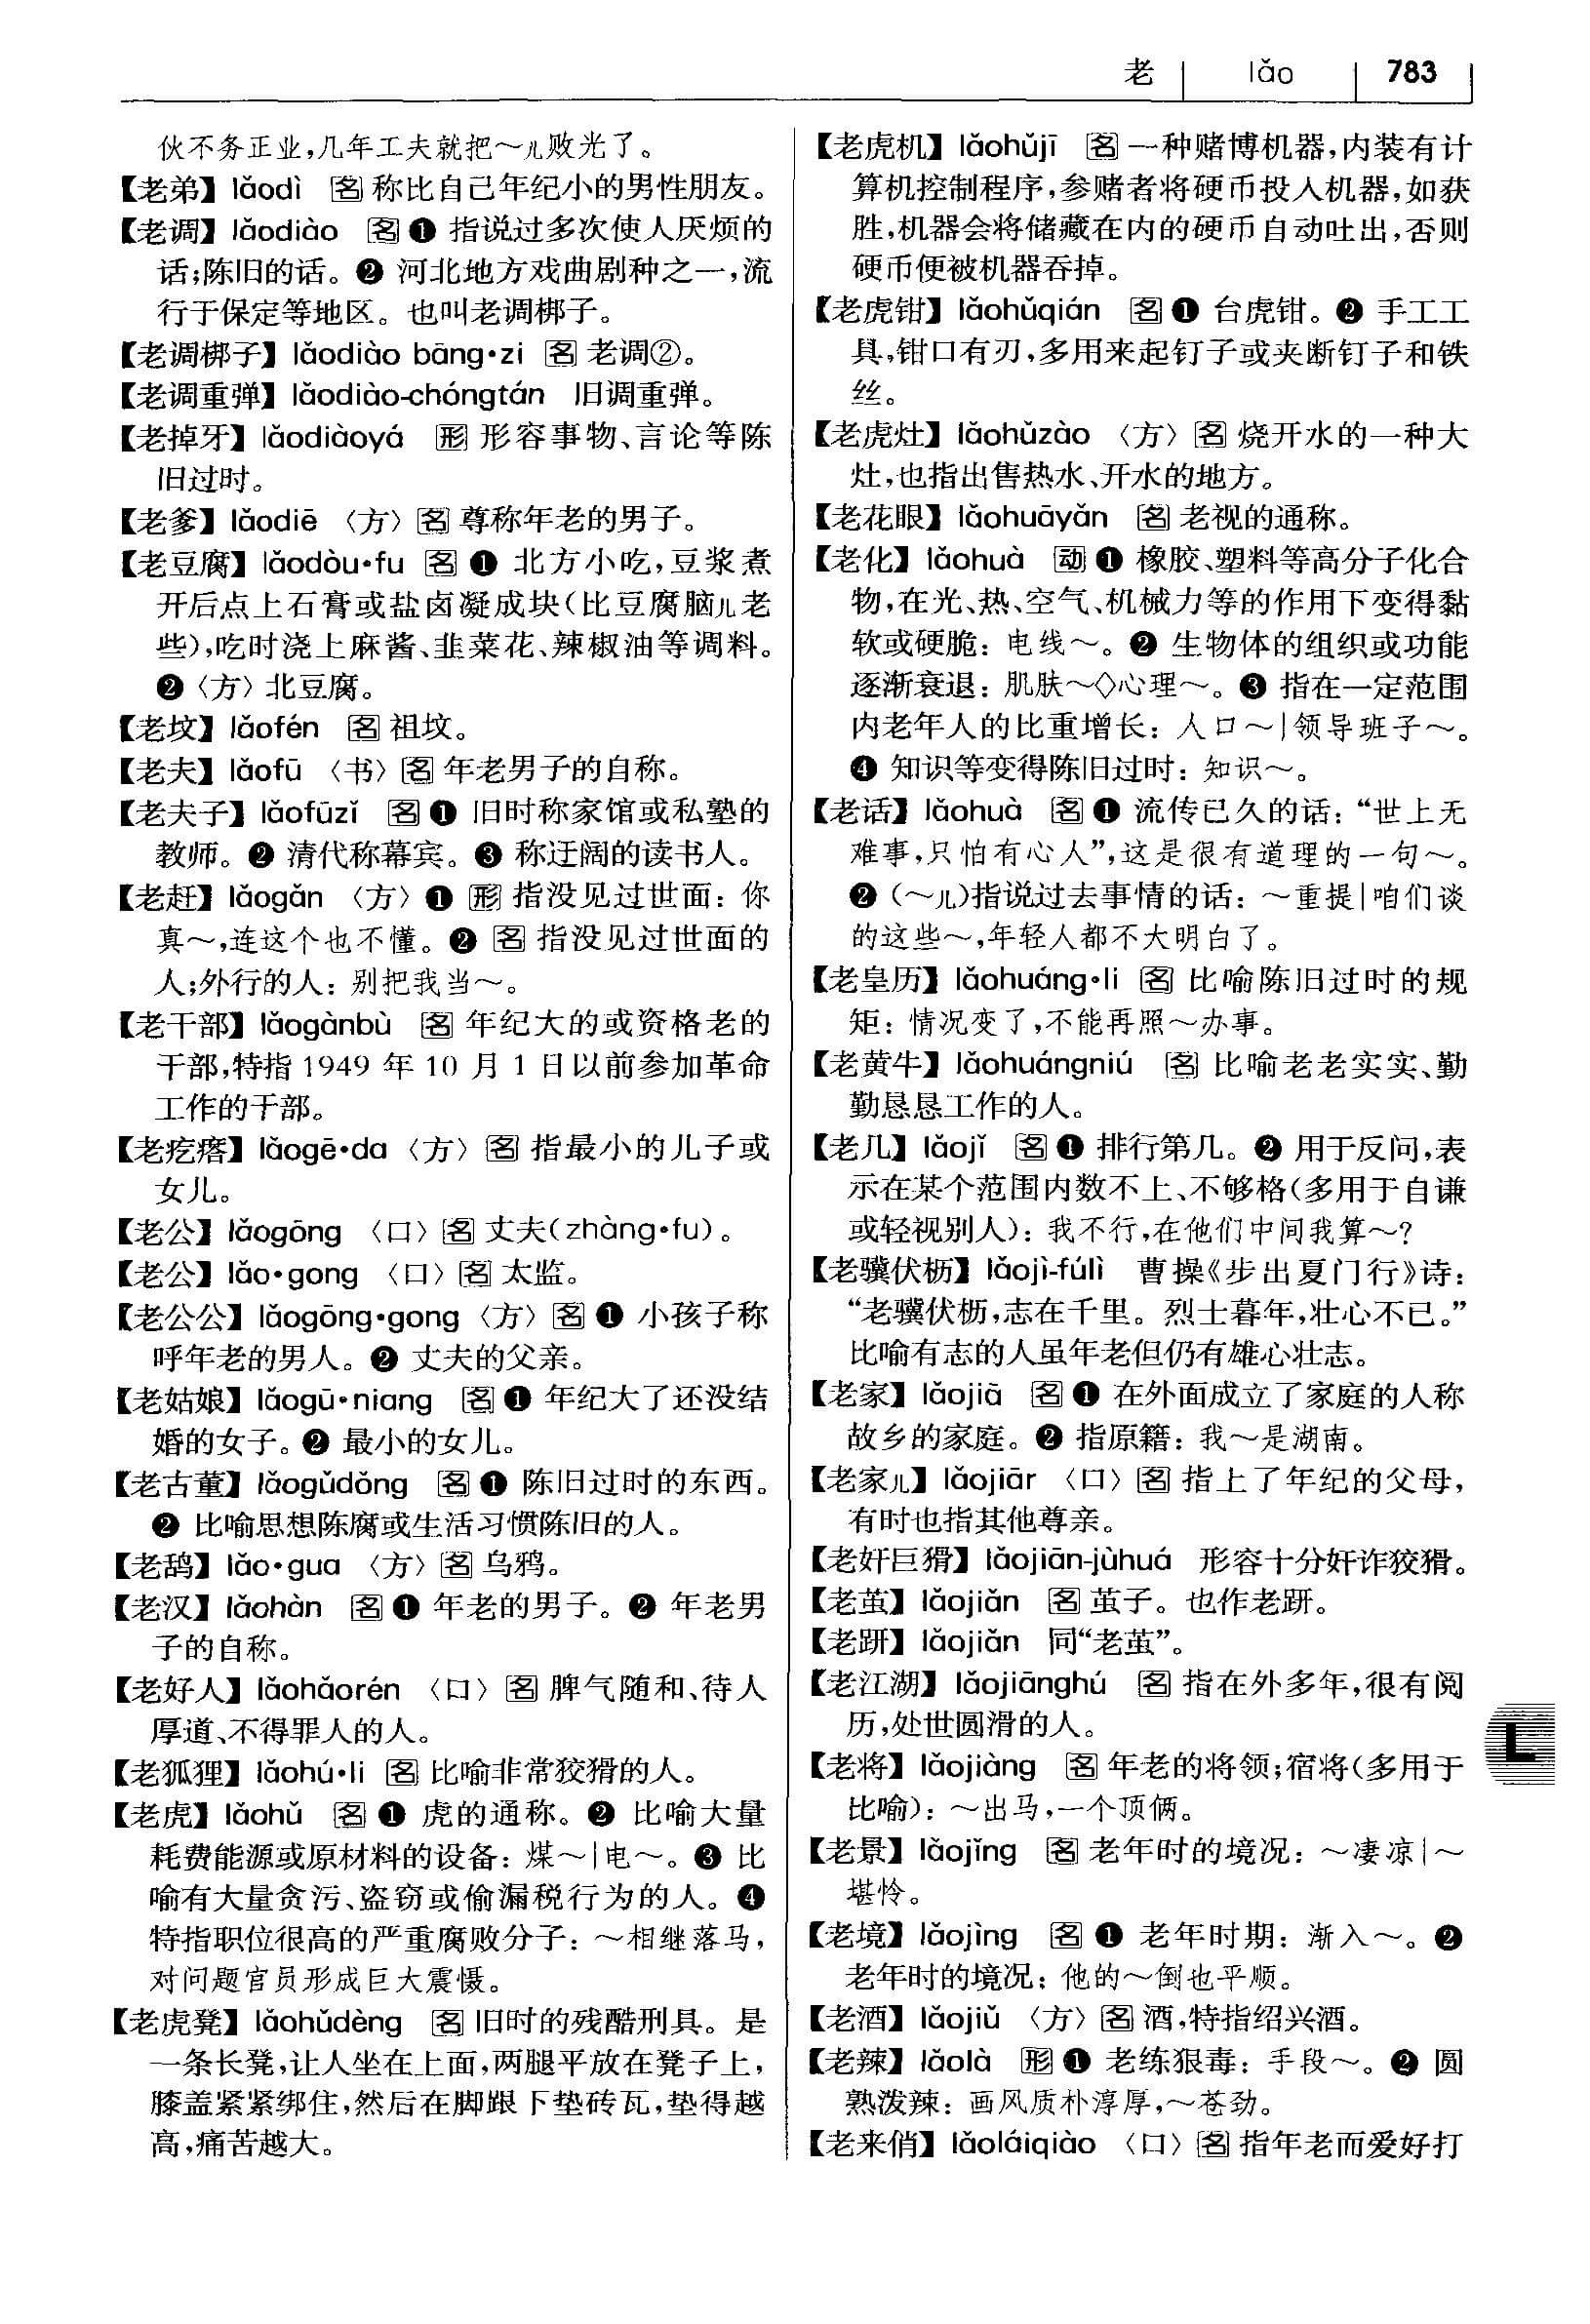 老 lǎo 783
伙不务正业,几年工夫就把～儿败光了。
【老弟】lǎodì 名 称比自己年纪小的男性朋友。
【老调】lǎodiào 名 ❶ 指说过多次使人厌烦的
话;陈旧的话。❷ 河北地方戏曲剧种之一,流
行于保定等地区。也叫老调梆子。
【老调梆子】lǎodiào bāng•zi 名 老调②。
【老调重弹】lǎodiào-chóngtán 旧调重弹。
【老掉牙】lǎodiàoyá 形 形容事物、言论等陈
旧过时。
【老爹】lǎodiē 〈方〉名 尊称年老的男子。
【老豆腐】lǎodòu•fu 名 ❶ 北方小吃,豆浆煮
开后点上石膏或盐卤凝成块(比豆腐脑儿老
些),吃时浇上麻酱、韭菜花、辣椒油等调料。
❷〈方〉北豆腐。
【老坟】lǎofén 名 祖坟。
【老夫】lǎofū 〈书〉名 年老男子的自称。
【老夫子】lǎofūzǐ 名 ❶ 旧时称家馆或私塾的
教师。❷ 清代称幕宾。❸ 称迂阔的读书人。
【老赶】lǎogǎn 〈方〉❶ 形 指没见过世面: 你
真～,连这个也不懂。❷ 名 指没见过世面的
人;外行的人: 别把我当～。
【老干部】lǎogànbù 名 年纪大的或资格老的
干部,特指 1949 年 10 月 1 日以前参加革命
工作的干部。
【老疙瘩】lǎogē•da 〈方〉名 指最小的儿子或
女儿。
【老公】lǎogōng 〈口〉名 丈夫(zhàng•fu)。
【老公】lǎo•gong 〈口〉名 太监。
【老公公】lǎogōng•gong 〈方〉名 ❶ 小孩子称
呼年老的男人。❷ 丈夫的父亲。
【老姑娘】lǎogū•niang 名 ❶ 年纪大了还没结
婚的女子。❷ 最小的女儿。
【老古董】lǎogǔdǒng 名 ❶ 陈旧过时的东西。
❷ 比喻思想陈腐或生活习惯陈旧的人。
【老鸹】lǎo•gua 〈方〉名 乌鸦。
【老汉】lǎohàn 名 ❶ 年老的男子。❷ 年老男
子的自称。
【老好人】lǎohǎorén 〈口〉名 脾气随和、待人
厚道、不得罪人的人。
【老狐狸】lǎohú•li 名 比喻非常狡猾的人。
【老虎】lǎohǔ 名 ❶ 虎的通称。❷ 比喻大量
耗费能源或原材料的设备: 煤～|电～。❸ 比
喻有大量贪污、盗窃或偷漏税行为的人。❹
特指职位很高的严重腐败分子: ～相继落马,
对问题官员形成巨大震慑。
【老虎凳】lǎohǔdèng 名 旧时的残酷刑具。是
一条长凳,让人坐在上面,两腿平放在凳子上,
膝盖紧紧绑住,然后在脚跟下垫砖瓦,垫得越
高,痛苦越大。
【老虎机】lǎohǔjī 名 一种赌博机器,内装有计
算机控制程序,参赌者将硬币投入机器,如获
胜,机器会将储藏在内的硬币自动吐出,否则
硬币便被机器吞掉。
【老虎钳】lǎohǔqián 名 ❶ 台虎钳。❷ 手工工
具,钳口有刃,多用来起钉子或夹断钉子和铁
丝。
【老虎灶】lǎohǔzào 〈方〉名 烧开水的一种大
灶,也指出售热水、开水的地方。
【老花眼】lǎohuāyǎn 名 老视的通称。
【老化】lǎohuà 动 ❶ 橡胶、塑料等高分子化合
物,在光、热、空气、机械力等的作用下变得黏
软或硬脆: 电线～。❷ 生物体的组织或功能
逐渐衰退: 肌肤～◇心理～。❸ 指在一定范围
内老年人的比重增长: 人口～|领导班子～。
❹ 知识等变得陈旧过时: 知识～。
【老话】lǎohuà 名 ❶ 流传已久的话: “世上无
难事,只怕有心人”,这是很有道理的一句～。
❷ (～儿)指说过去事情的话: ～重提|咱们谈
的这些～,年轻人都不大明白了。
【老皇历】lǎohuáng•li 名 比喻陈旧过时的规
矩: 情况变了,不能再照～办事。
【老黄牛】lǎohuángniú 名 比喻老老实实、勤
勤恳恳工作的人。
【老几】lǎojǐ 名 ❶ 排行第几。❷ 用于反问,表
示在某个范围内数不上、不够格(多用于自谦
或轻视别人): 我不行,在他们中间我算～?
【老骥伏枥】lǎojì-fúlì 曹操《步出夏门行》诗:
“老骥伏枥,志在千里。烈士暮年,壮心不已。”
比喻有志的人虽年老但仍有雄心壮志。
【老家】lǎojiā 名 ❶ 在外面成立了家庭的人称
故乡的家庭。❷ 指原籍: 我～是湖南。
【老家儿】lǎojiār 〈口〉名 指上了年纪的父母,
有时也指其他尊亲。
【老奸巨猾】lǎojiān-jùhuá 形容十分奸诈狡猾。
【老茧】lǎojiǎn 名 茧子。也作老趼。
【老趼】lǎojiǎn 同“老茧”。
【老江湖】lǎojiānghú 名 指在外多年,很有阅
历,处世圆滑的人。
【老将】lǎojiàng 名 年老的将领;宿将(多用于
比喻): ～出马,一个顶俩。
【老景】lǎojǐng 名 老年时的境况: ～凄凉|～
堪怜。
【老境】lǎojìng 名 ❶ 老年时期: 渐入～。❷
老年时的境况: 他的～倒也平顺。
【老酒】lǎojiǔ 〈方〉名 酒,特指绍兴酒。
【老辣】lǎolà 形 ❶ 老练狠毒: 手段～。❷ 圆
熟泼辣: 画风质朴淳厚,～苍劲。
【老来俏】lǎoláiqiào 〈口〉名 指年老而爱好打
L